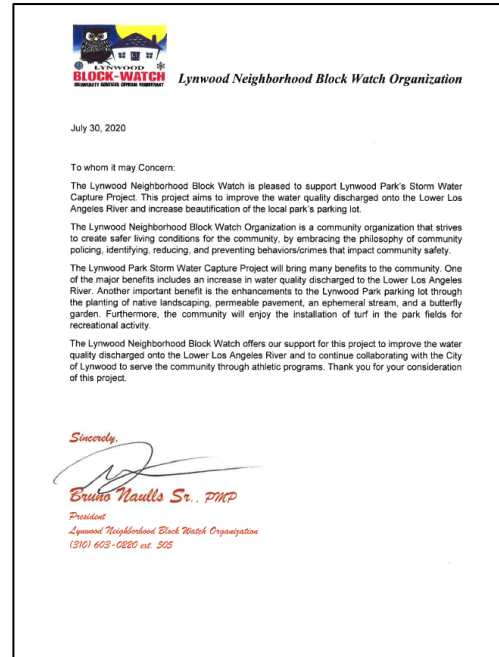 LYNWOOD
BLOCK-WATCH
Lynwood Neighborhood Block Watch Organization
July 30, 2020
To whom it may Concern:
The Lynwood Neighborhood Block Watch is pleased to support Lynwood Park's Storm Water
Capture Project. This project aims to improve the water quality discharged onto the Lower Los
Angeles River and increase beautification of the local park's parking lot.
The Lynwood Neighborhood Block Watch Organization is a community organization that strives
to create safer living conditions for the community, by embracing the philosophy of community
policing, identifying, reducing, and preventing behaviors/crimes that impact community safety.
The Lynwood Park Storm Water Capture Project will bring many benefits to the community. One
of the major benefits includes an increase in water quality discharged to the Lower Los Angeles
River. Another important benefit is the enhancements to the Lynwood Park parking lot through
the planting of native landscaping, permeable pavement, an ephemeral stream, and a butterfly
garden. Furthermore, the community will enjoy the installation of turf in the park fields for
recreational activity.
The Lynwood Neighborhood Block Watch offers our support for this project to improve the water
quality discharged onto the Lower Los Angeles River and to continue collaborating with the City
of Lynwood to serve the community through athletic programs. Thank you for your consideration
of this project.
Sincerely,
Bruno Naulls Sr., PMP
President
Lynwood Neighborhood Block Watch Organization
(310) 603-0220 ext. 505